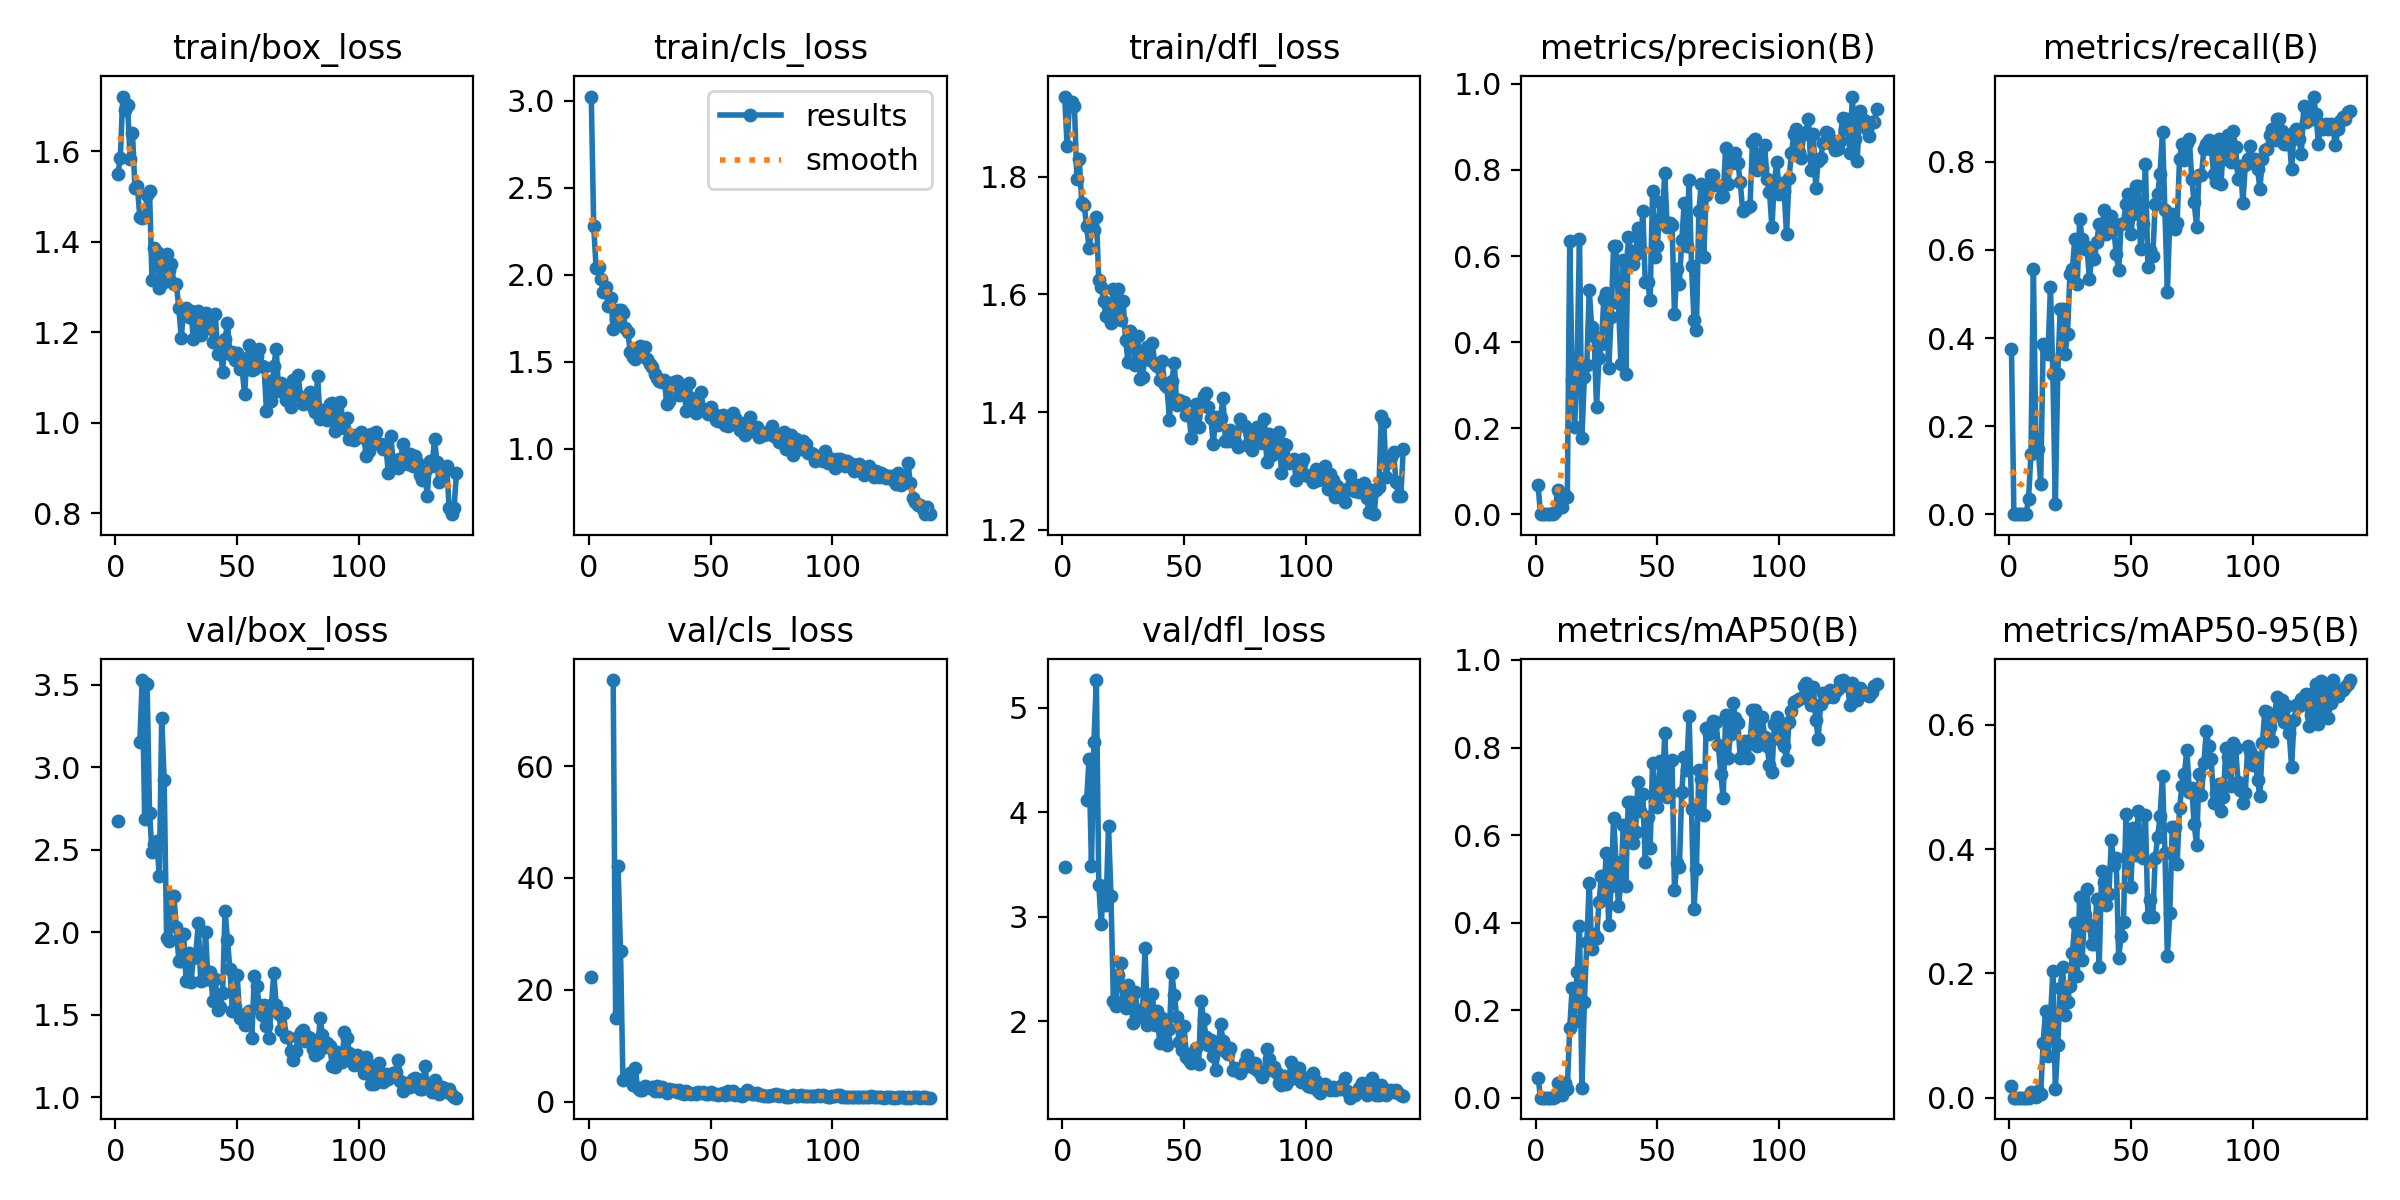 train/box_loss
1.6
1.4
1.2
1.0
0.8
0 50 100
train/cls_loss
results
smooth
3.0
2.5
2.0
1.5
1.0
0 50 100
train/dfl_loss
1.8
1.6
1.4
1.2
0 50 100
metrics/precision(B)
1.0
0.8
0.6
0.4
0.2
0.0
0 50 100
metrics/recall(B)
0.8
0.6
0.4
0.2
0.0
0 50 100
val/box_loss
3.5
3.0
2.5
2.0
1.5
1.0
0 50 100
val/cls_loss
60
40
20
0
0 50 100
val/dfl_loss
5
4
3
2
0 50 100
metrics/mAP50(B)
1.0
0.8
0.6
0.4
0.2
0.0
0 50 100
metrics/mAP50-95(B)
0.6
0.4
0.2
0.0
0 50 100